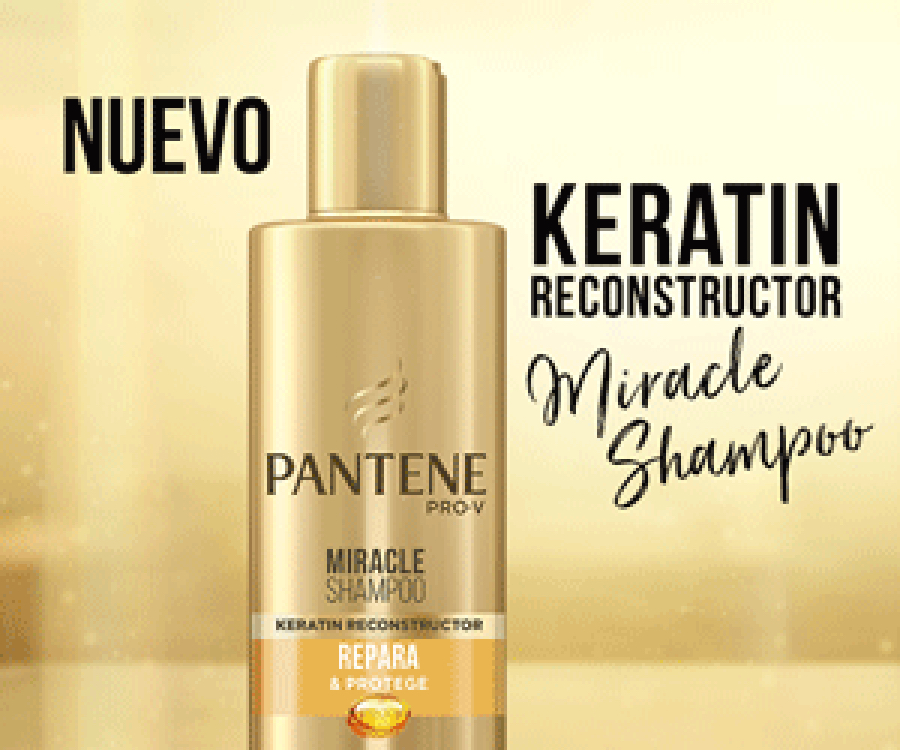 NUEVO
KERATIN
RECONSTRUCTOR
Miracle
Shampoo
PANTENE
PRO-V
MIRACLE
SHAMPOO
KERATIN RECONSTRUCTOR
REPARA
& PROTEGE